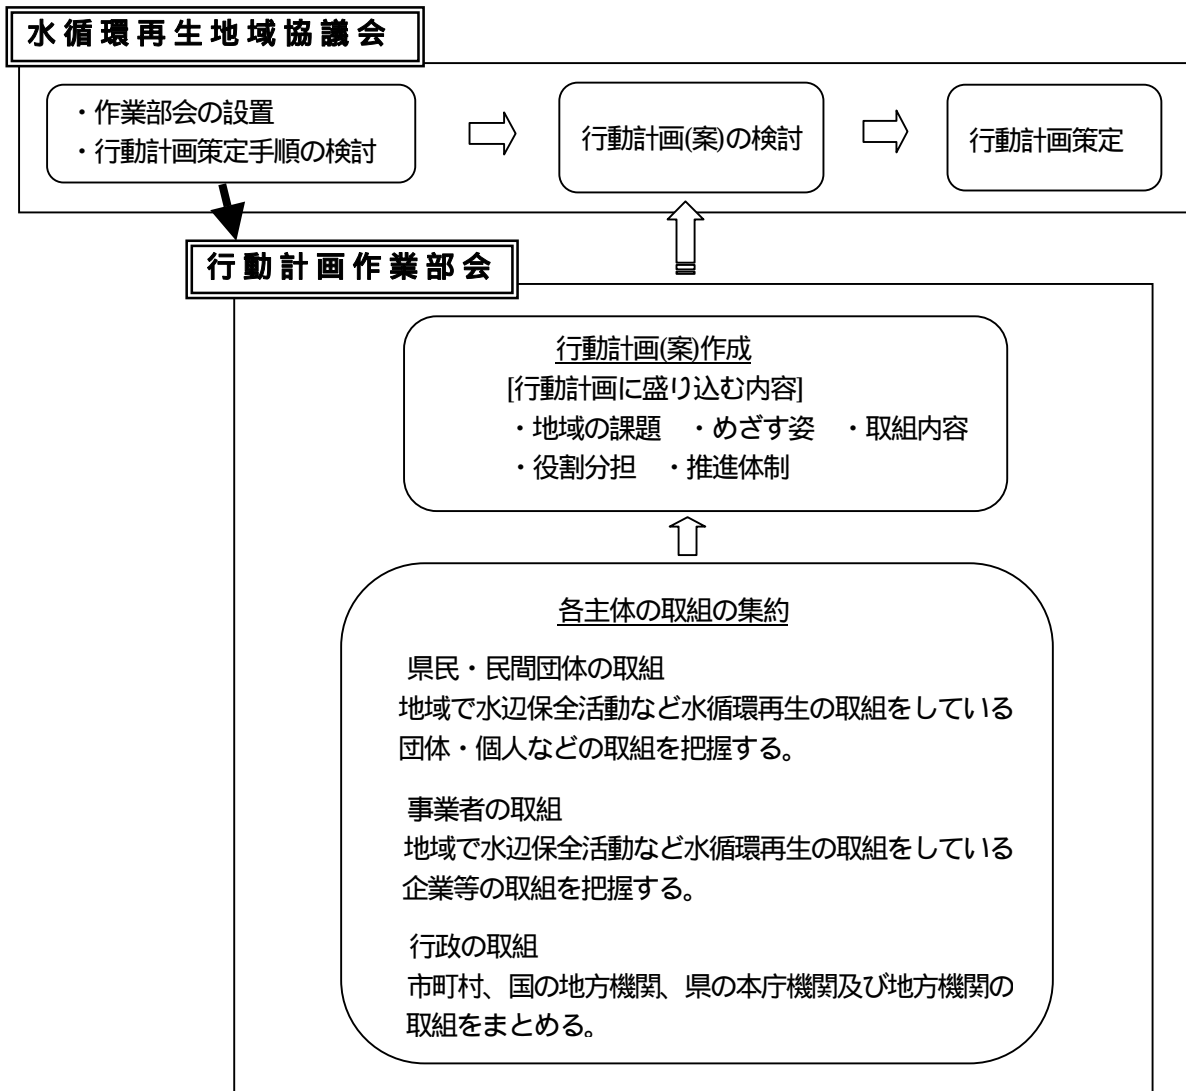 水循環再生地域協議会
・作業部会の設置
・行動計画策定手順の検討
行動計画(案)の検討
行動計画策定
行動計画作業部会
行動計画(案)作成
[行動計画に盛り込む内容]
・地域の課題　・めざす姿　・取組内容
・役割分担　・推進体制
各主体の取組の集約
県民・民間団体の取組
地域で水辺保全活動など水循環再生の取組をしている
団体・個人などの取組を把握する。
事業者の取組
地域で水辺保全活動など水循環再生の取組をしている
企業等の取組を把握する。
行政の取組
市町村、国の地方機関、県の本庁機関及び地方機関の
取組をまとめる。